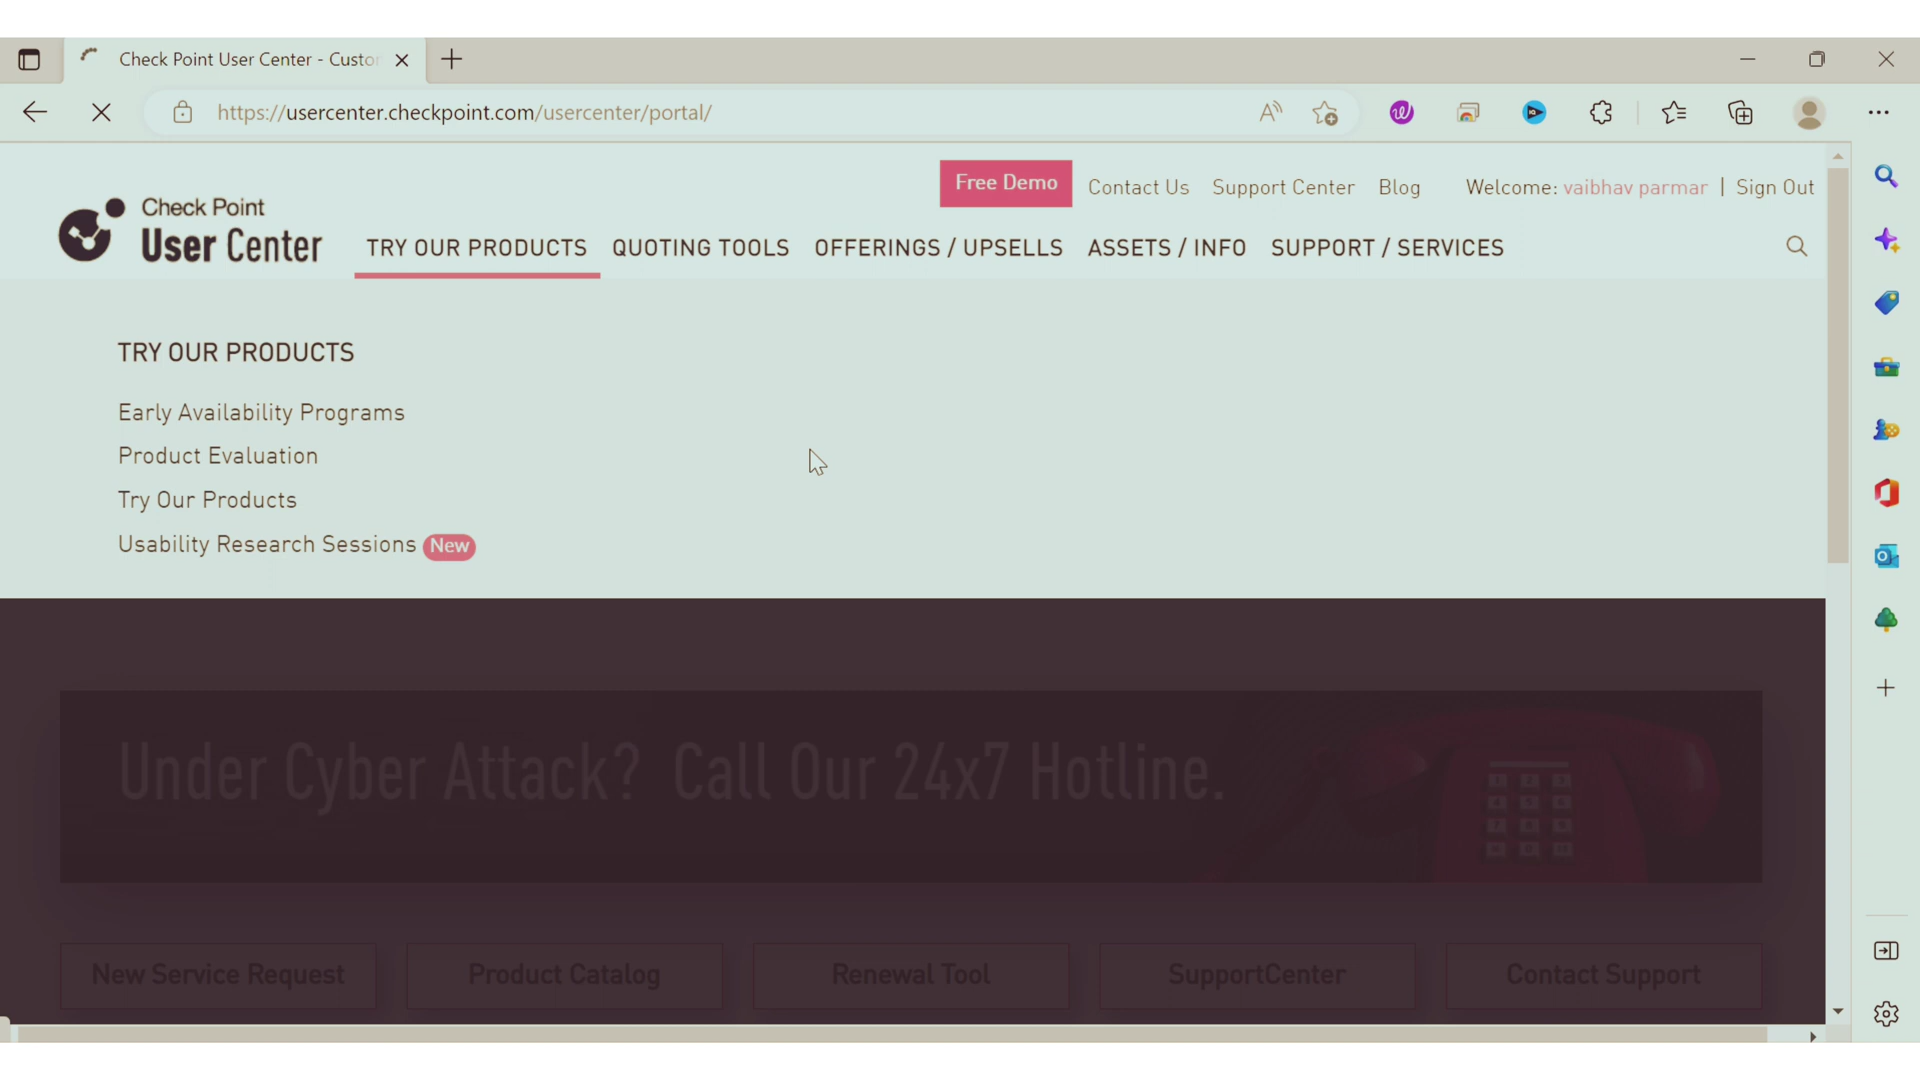 Check Point User Center - Custo
https://usercenter.checkpoint.com/usercenter/portal/
Free Demo Contact Us Support Center Blog Welcome: vaibhav parmar | Sign Out
Check Point
User Center
TRY OUR PRODUCTS QUOTING TOOLS OFFERINGS / UPSELLS ASSETS / INFO SUPPORT / SERVICES
TRY OUR PRODUCTS
Early Availability Programs
Product Evaluation
Try Our Products
Usability Research Sessions New
Under Cyber Attack? Call Our 24x7 Hotline.
New Service Request Product Catalog Renewal Tool SupportCenter Contact Support